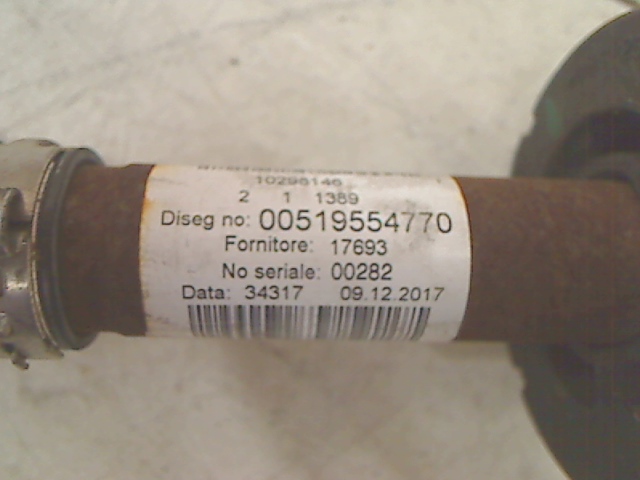 10296146
2 1 1389
Diseg no: 00519554770
Fornitore: 17693
No seriale: 00282
Data: 34317 09.12.2017